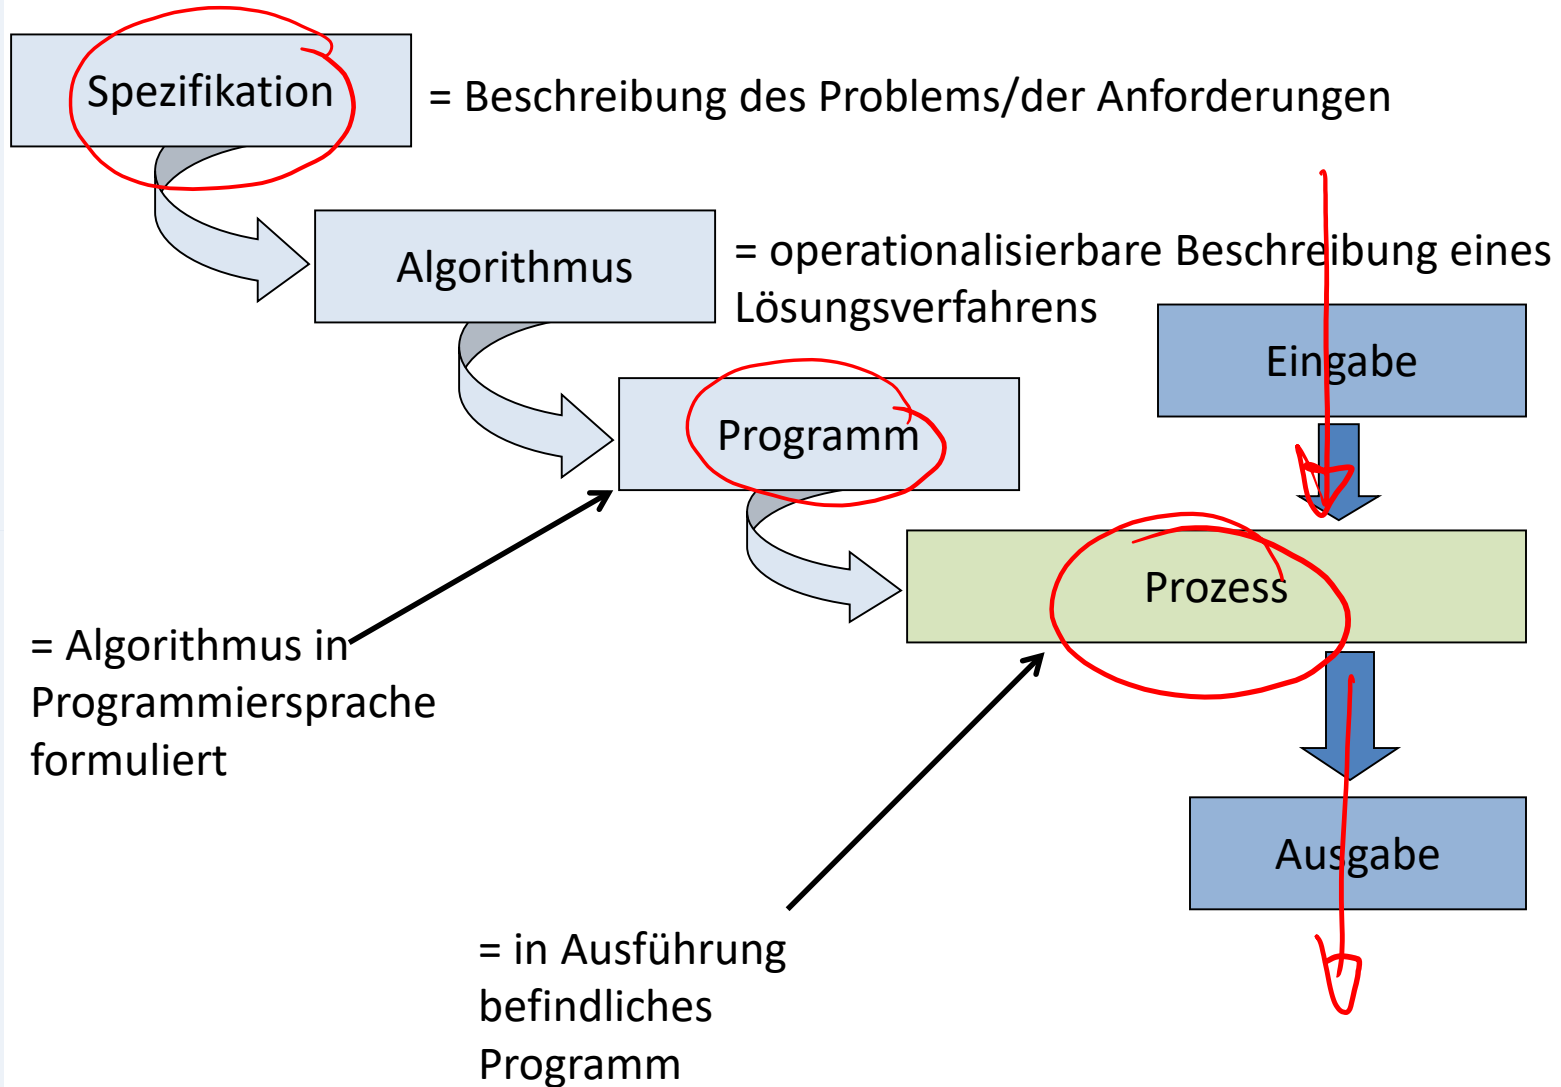 Spezifikation
= Beschreibung des Problems/der Anforderungen
Algorithmus
= operationalisierbare Beschreibung eines
Lösungsverfahrens
Eingabe
Programm
Prozess
= Algorithmus in
Programmiersprache
formuliert
Ausgabe
= in Ausführung
befindliches
Programm